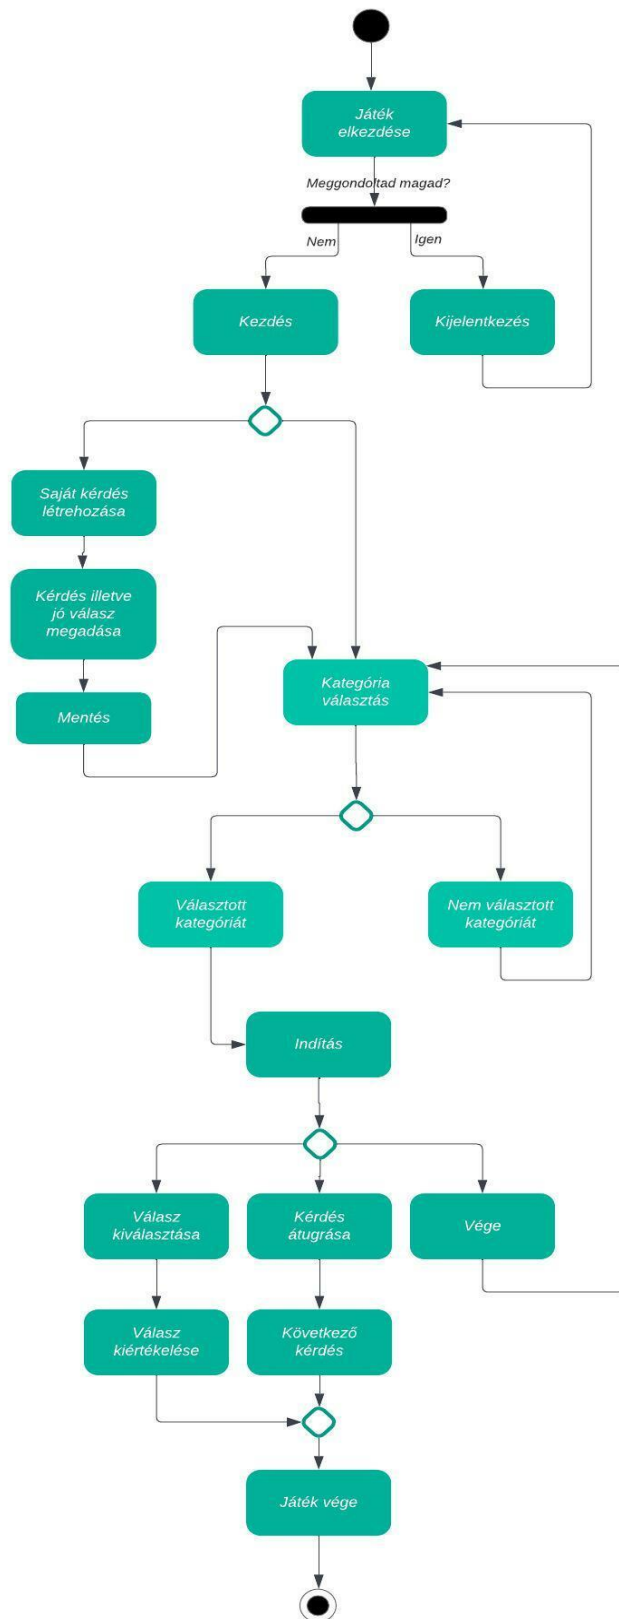 Játék
elkezdése
Meggondoltad magad?
Nem
Igen
Kezdés
Kijelentkezés
Saját kérdés
létrehozása
Kérdés illetve
jó válasz
megadása
Mentés
Kategória
választás
Választott
kategóriát
Nem választott
kategóriát
Indítás
Válasz
kiválasztása
Kérdés
átugrása
Vége
Válasz
kiértékelése
Következő
kérdés
Játék vége